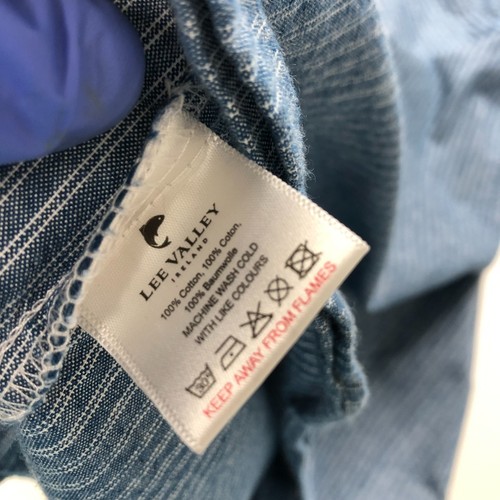 LEE VALLEY
IRELAND
100% Cotton, 100% Coton,
100% Baumwolle
MACHINE WASH COLD
WITH LIKE COLOURS
30°
KEEP AWAY FROM FLAMES